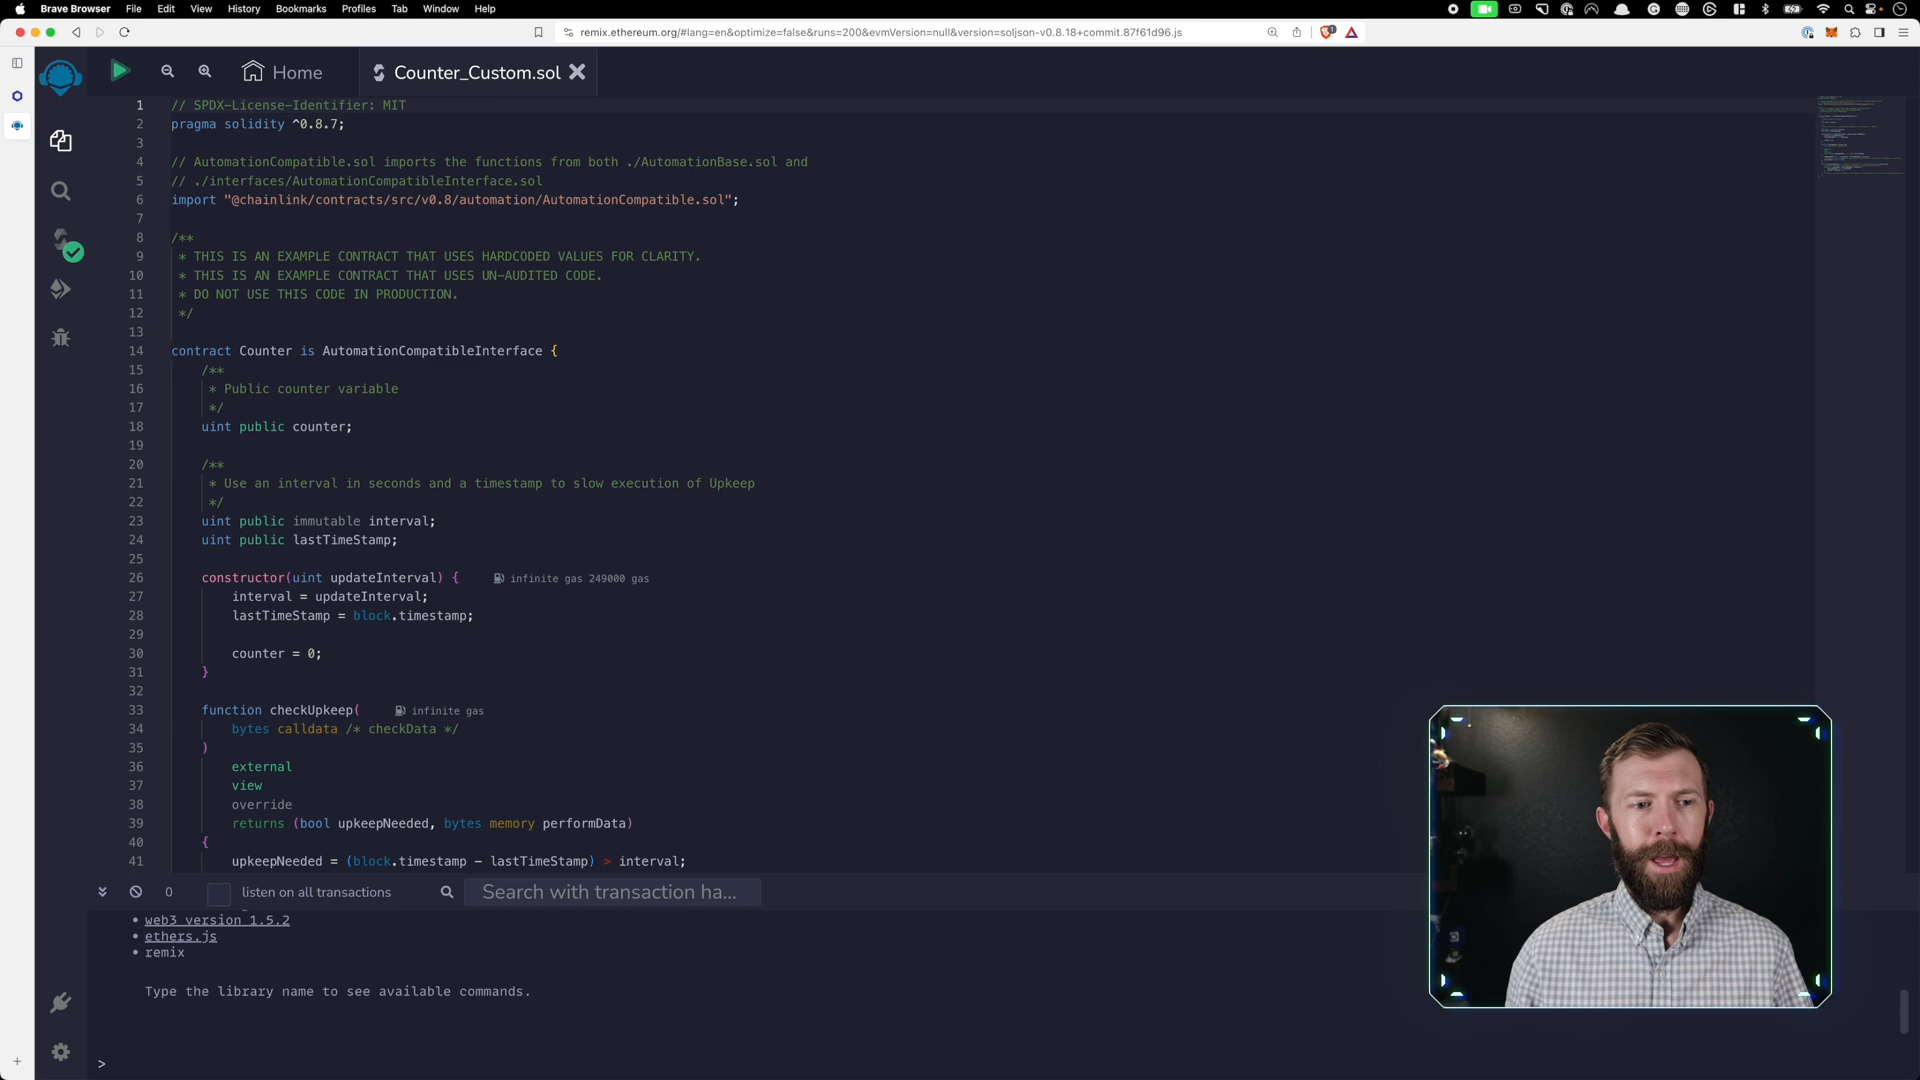 Brave Browser File Edit View History Bookmarks Profiles Tab Window Help
remix.ethereum.org/#lang=en&optimize=false&runs=200&evmVersion=null&version=soljson-v0.8.18+commit.87f61d96.js
Home
Counter_Custom.sol
1 // SPDX-License-Identifier: MIT
2 pragma solidity ^0.8.7;
3
4 // AutomationCompatible.sol imports the functions from both ./AutomationBase.sol and
5 // ./interfaces/AutomationCompatibleInterface.sol
6 import "@chainlink/contracts/src/v0.8/automation/AutomationCompatible.sol";
7
8 /**
9 * THIS IS AN EXAMPLE CONTRACT THAT USES HARDCODED VALUES FOR CLARITY.
10 * THIS IS AN EXAMPLE CONTRACT THAT USES UN-AUDITED CODE.
11 * DO NOT USE THIS CODE IN PRODUCTION.
12 */
13
14 contract Counter is AutomationCompatibleInterface {
15 /**
16 * Public counter variable
17 */
18 uint public counter;
19
20 /**
21 * Use an interval in seconds and a timestamp to slow execution of Upkeep
22 */
23 uint public immutable interval;
24 uint public lastTimeStamp;
25
26 constructor(uint updateInterval) { infinite gas 249000 gas
27 interval = updateInterval;
28 lastTimeStamp = block.timestamp;
29
30 counter = 0;
31 }
32
33 function checkUpkeep( infinite gas
34 bytes calldata /* checkData */
35 )
36 external
37 view
38 override
39 returns (bool upkeepNeeded, bytes memory performData)
40 {
41 upkeepNeeded = (block.timestamp - lastTimeStamp) > interval;
0 listen on all transactions Search with transaction ha...
• web3 version 1.5.2
• ethers.js
• remix
Type the library name to see available commands.
>